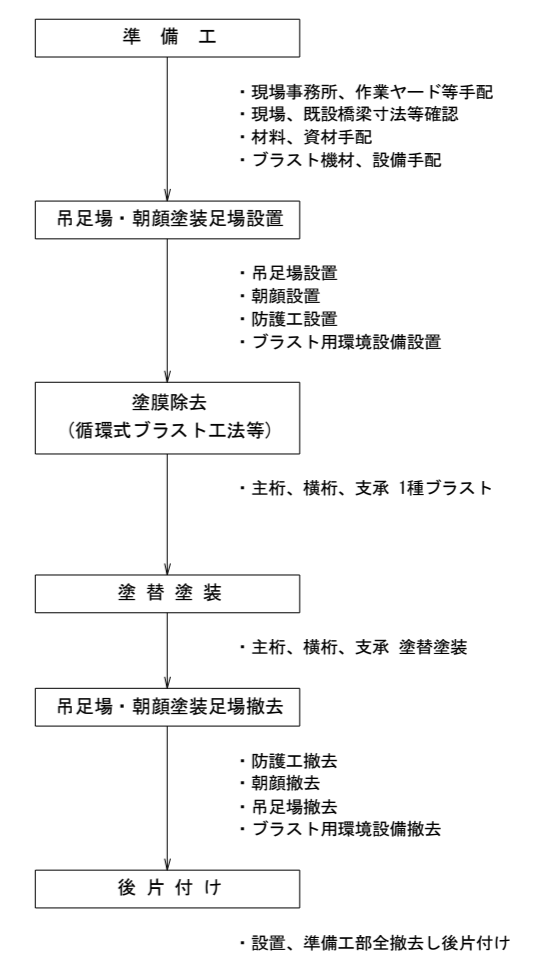 準 備 工
・現場事務所、作業ヤード等手配
・現場、既設橋梁寸法等確認
・材料、資材手配
・ブラスト機材、設備手配
吊足場・朝顔塗装足場設置
・吊足場設置
・朝顔設置
・防護工設置
・ブラスト用環境設備設置
塗膜除去
（循環式ブラスト工法等）
・主桁、横桁、支承 1種ブラスト
塗 替 塗 装
・主桁、横桁、支承 塗替塗装
吊足場・朝顔塗装足場撤去
・防護工撤去
・朝顔撤去
・吊足場撤去
・ブラスト用環境設備撤去
後 片 付 け
・設置、準備工部全撤去し後片付け